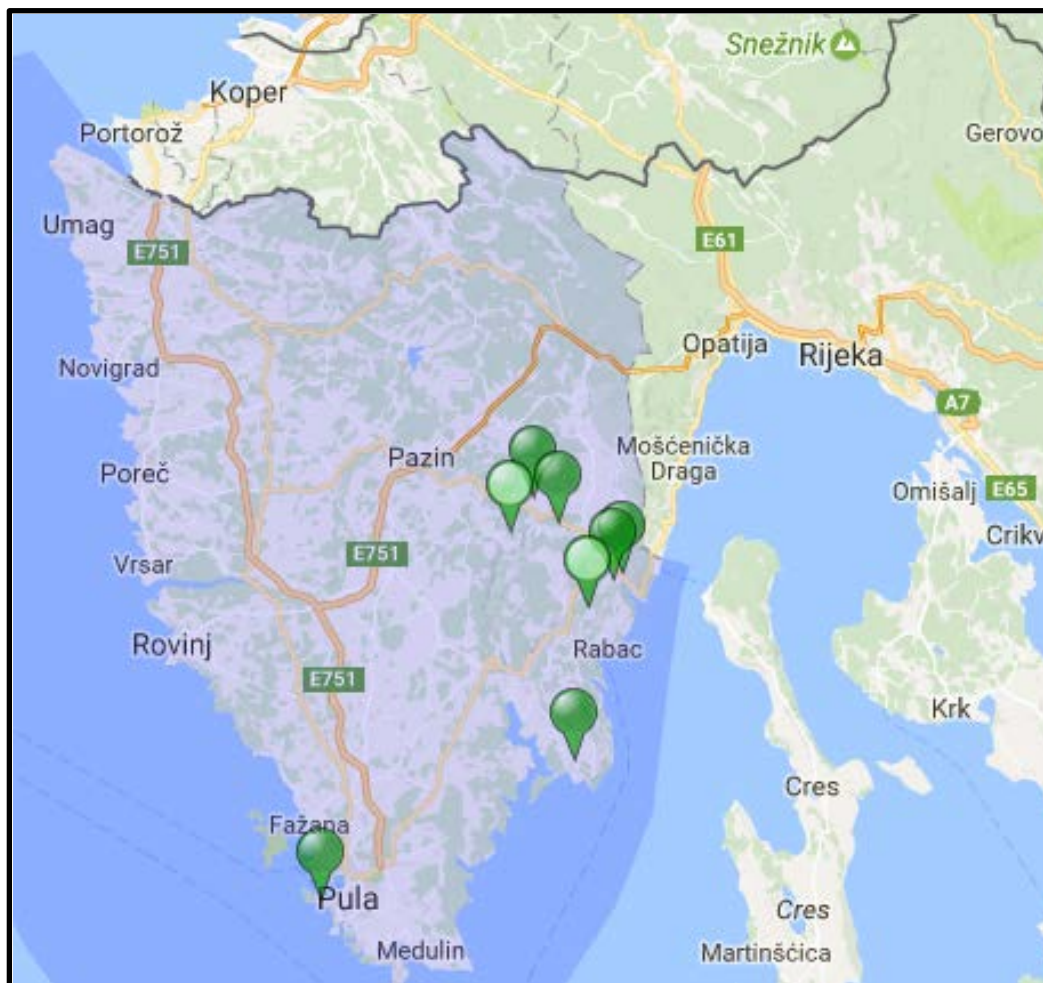 Snežnik
Koper
Portorož
Gerovo
Umag
E61
E751
Opatija
Rijeka
Novigrad
A7
Mošćenička
Draga
Pazin
Poreč
Omišalj
E65
Crikv
E751
Vrsar
Rovinj
Rabac
E751
Krk
Cres
Fažana
Pula
Cres
Medulin
Martinšćica